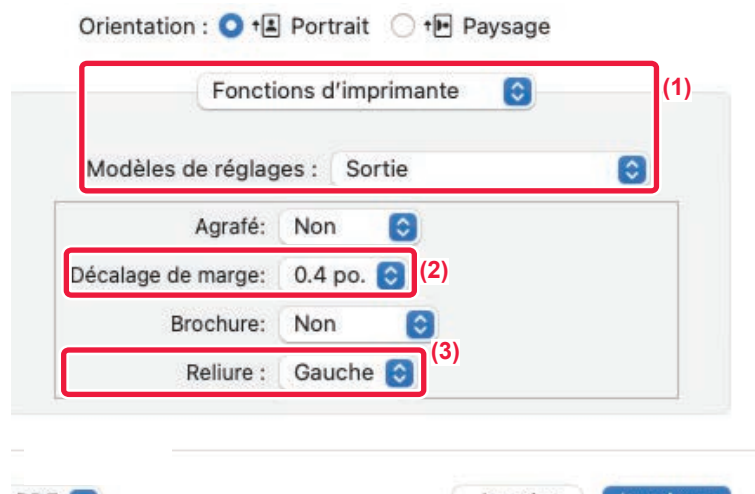 Orientation : Portrait Paysage
Fonctions d'imprimante (1)
Modèles de réglages : Sortie
Agrafé: Non
Décalage de marge: 0.4 po. (2)
Brochure: Non
(3)
Reliure : Gauche